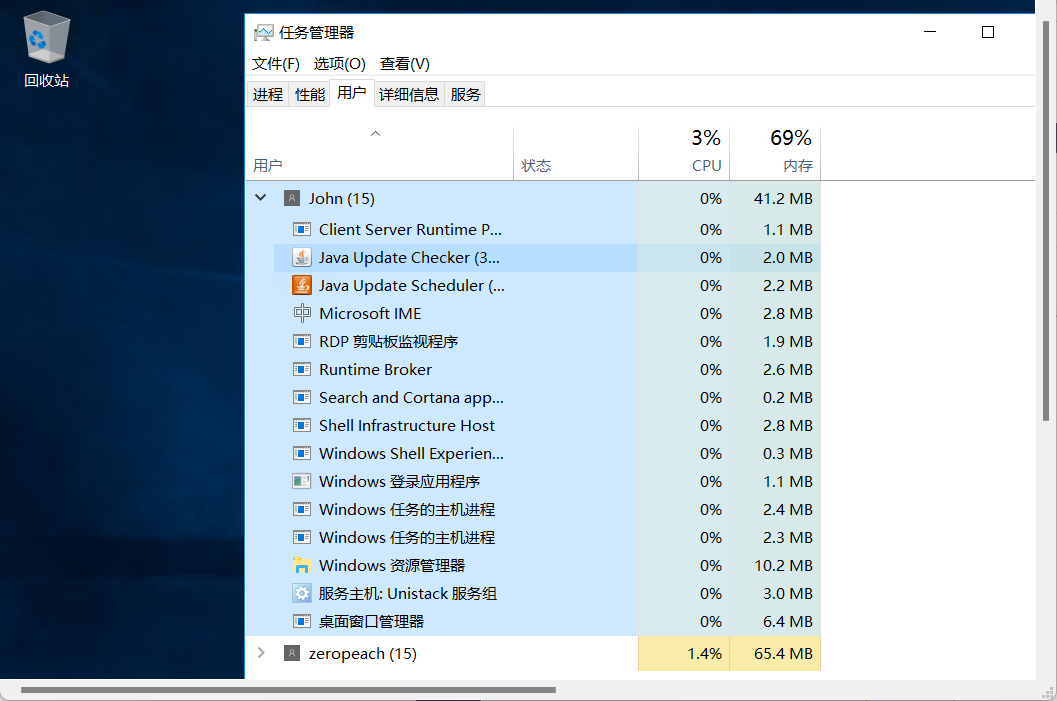 回收站
任务管理器
文件(F) 选项(O) 查看(V)
进程 性能 用户 详细信息 服务
3% 69%
用户 状态 CPU 内存
John (15) 0% 41.2 MB
Client Server Runtime P... 0% 1.1 MB
Java Update Checker (3... 0% 2.0 MB
Java Update Scheduler (... 0% 2.2 MB
Microsoft IME 0% 2.8 MB
RDP 剪贴板监视程序 0% 1.9 MB
Runtime Broker 0% 2.6 MB
Search and Cortana app... 0% 0.2 MB
Shell Infrastructure Host 0% 2.8 MB
Windows Shell Experien... 0% 0.3 MB
Windows 登录应用程序 0% 1.1 MB
Windows 任务的主机进程 0% 2.4 MB
Windows 任务的主机进程 0% 2.3 MB
Windows 资源管理器 0% 10.2 MB
服务主机: Unistack 服务组 0% 3.0 MB
桌面窗口管理器 0% 6.4 MB
zeropeach (15) 1.4% 65.4 MB